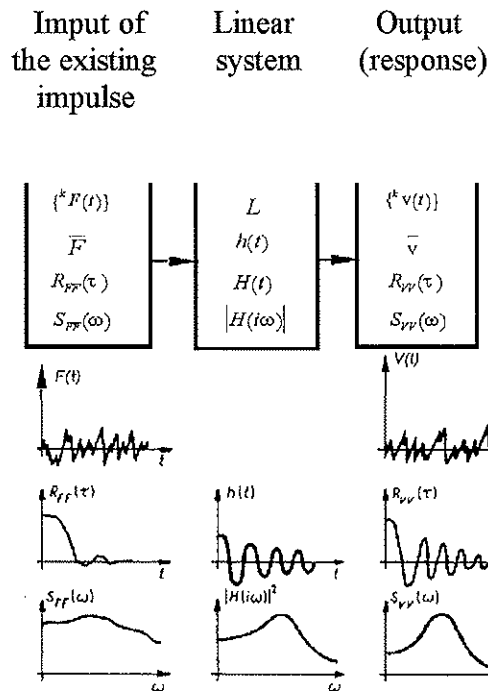 Imput of
the existing
impulse
Linear
system
Output
(response)
{ᵏF(t)}
F̅
R_FF(τ)
S_FF(ω)
L
h(t)
H(t)
|H(iω)|
{ᵏv(t)}
v̅
R_VV(τ)
S_VV(ω)
F(t)
t
V(t)
R_FF(τ)
t
h(t)
t
R_VV(τ)
S_FF(ω)
ω
|H(iω)|²
ω
S_VV(ω)